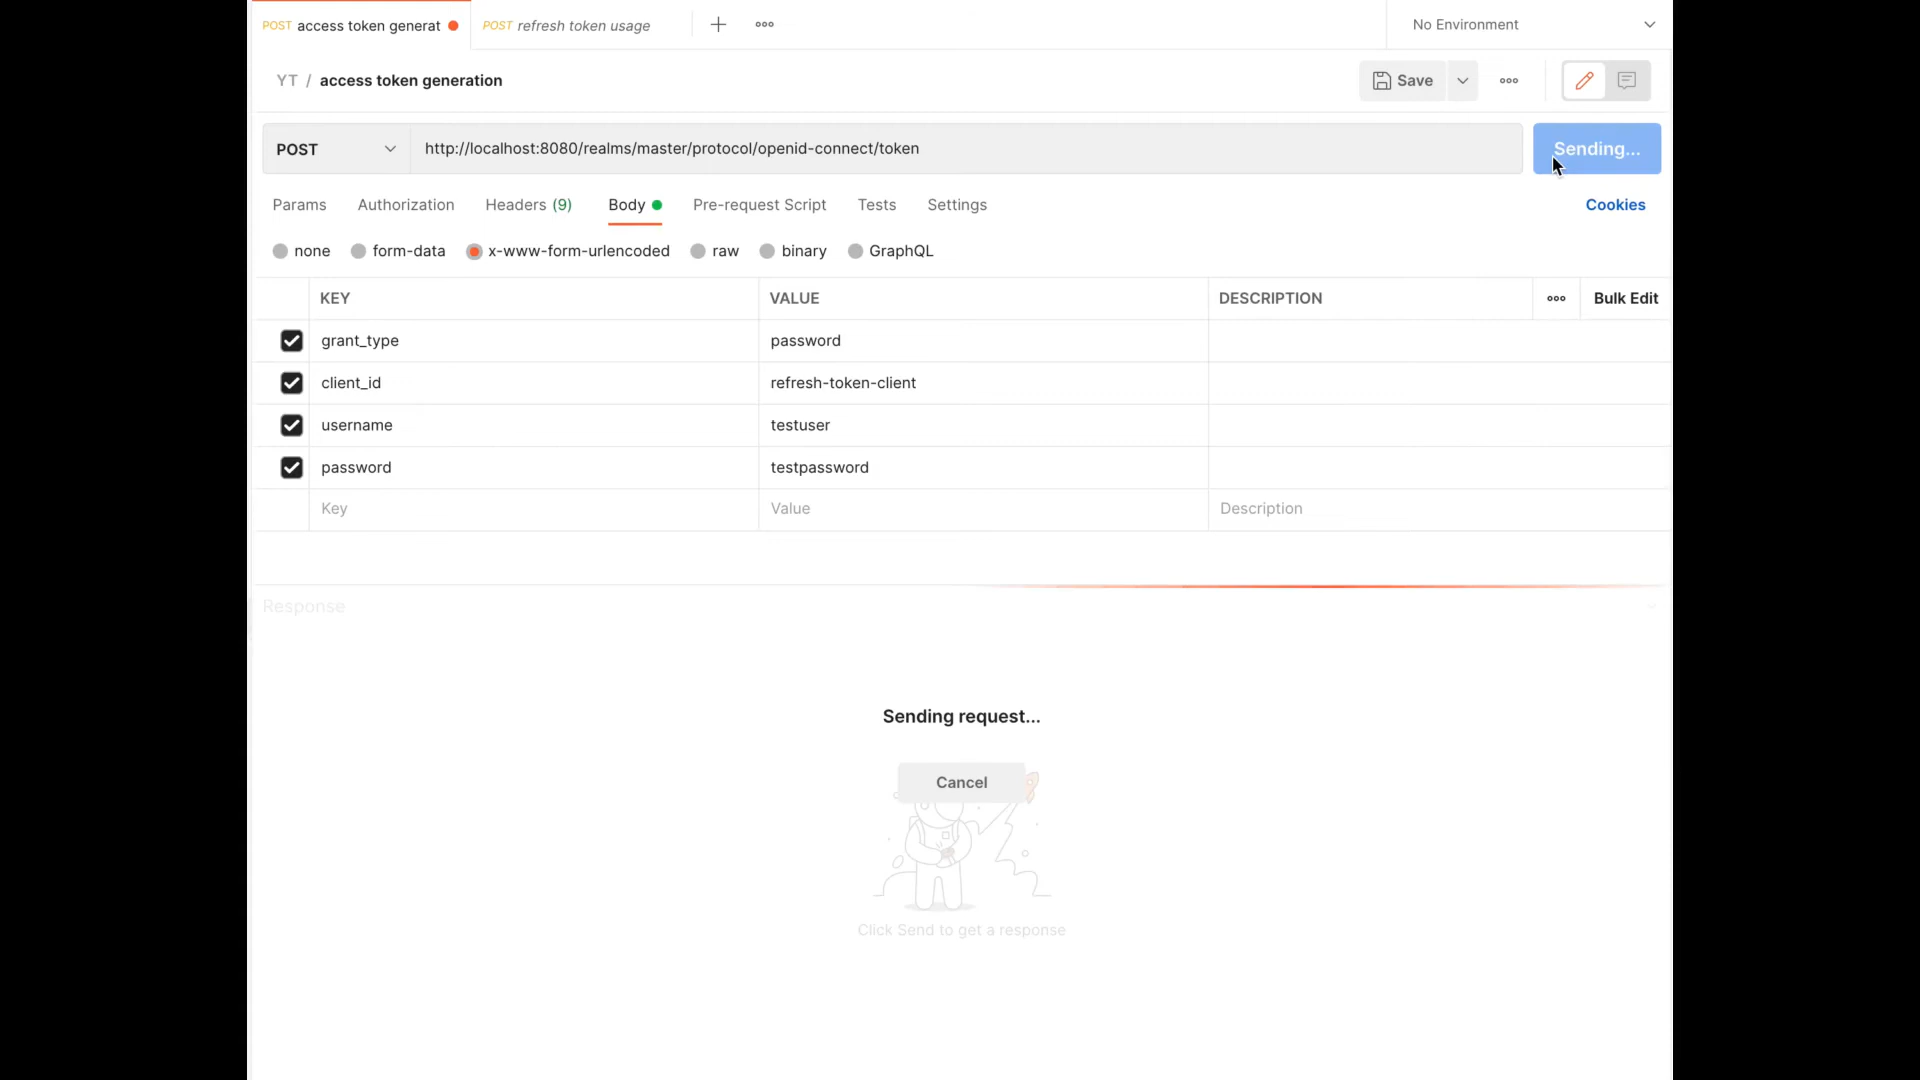 POST access token generat
POST refresh token usage
No Environment
YT / access token generation
Save
POST
http://localhost:8080/realms/master/protocol/openid-connect/token
Sending...
Params
Authorization
Headers (9)
Body
Pre-request Script
Tests
Settings
Cookies
none
form-data
x-www-form-urlencoded
raw
binary
GraphQL
KEY
VALUE
DESCRIPTION
Bulk Edit
grant_type
password
client_id
refresh-token-client
username
testuser
password
testpassword
Key
Value
Description
Response
Sending request...
Cancel
Click Send to get a response